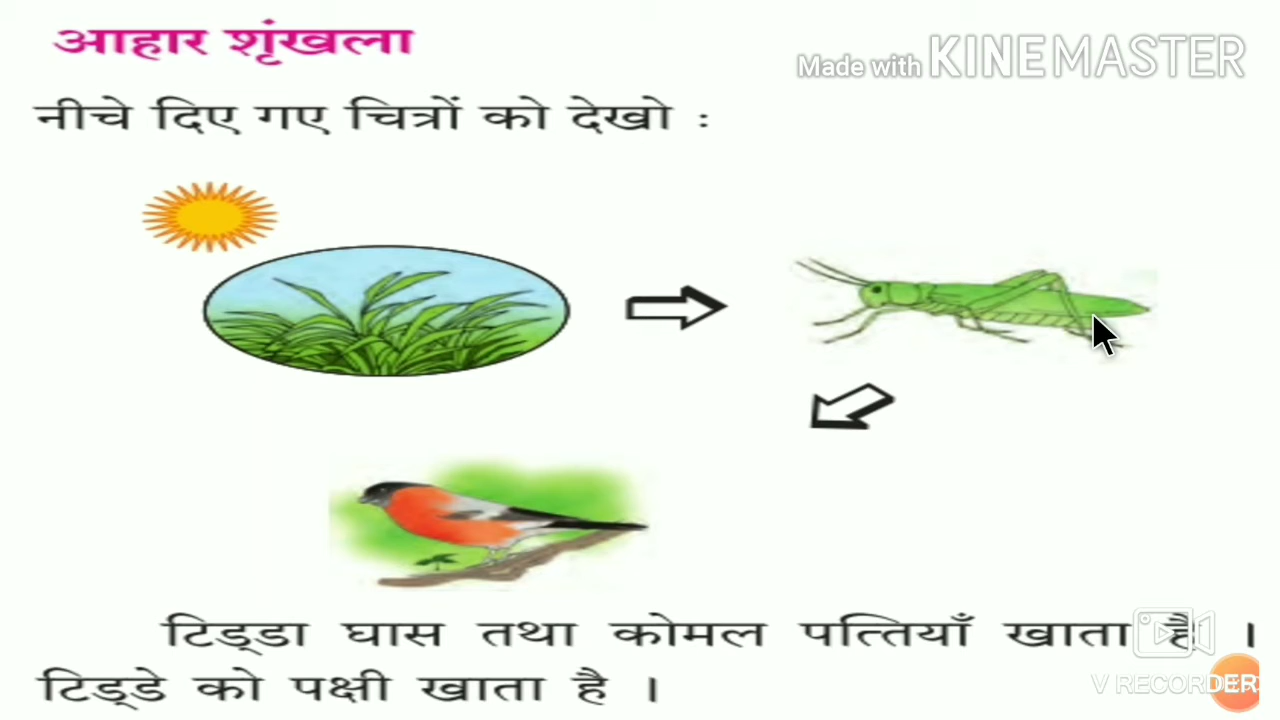 आहार शृंखला
Made with KINEMASTER
नीचे दिए गए चित्रों को देखो :
टिड्डा घास तथा कोमल पत्तियाँ खाता है ।
टिड्डे को पक्षी खाता है ।
V RECORDER